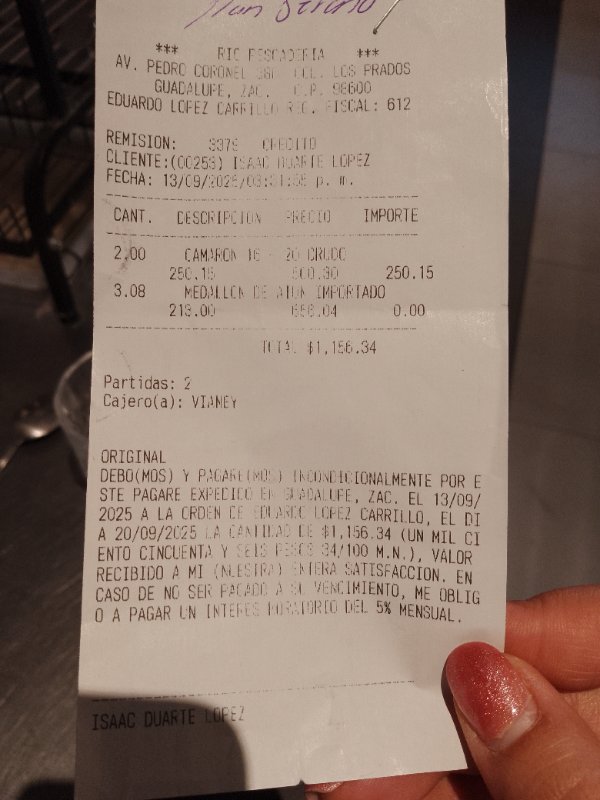 *** RIC PESCADERIA ***
AV. PEDRO CORONEL COL. LOS PRADOS
GUADALUPE, ZAC. C.P. 98600
EDUARDO LOPEZ CARRILLO REG. FISCAL: 612
REMISION: 3379 CREDITO
CLIENTE:(00253) ISAAC DUARTE LOPEZ
FECHA: 13/09/2025/ p. m.
CANT. DESCRIPCION PRECIO IMPORTE
2.00 CAMARON 16 - 20 CRUDO
250.15 500.30 250.15
3.08 MEDALLON DE ATUN IMPORTADO
213.00 656.04 0.00
TOTAL $1,156.34
Partidas: 2
Cajero(a): VIANEY
ORIGINAL
DEBO(MOS) Y PAGARE(MOS) INCONDICIONALMENTE POR E
STE PAGARE EXPEDIDO EN GUADALUPE, ZAC. EL 13/09/
2025 A LA ORDEN DE EDUARDO LOPEZ CARRILLO, EL DI
A 20/09/2025 LA CANTIDAD DE $1,156.34 (UN MIL CI
ENTO CINCUENTA Y SEIS PESOS 34/100 M.N.), VALOR
RECIBIDO A MI (NUESTRA) ENTERA SATISFACCION. EN
CASO DE NO SER PAGADO A SU VENCIMIENTO, ME OBLIG
O A PAGAR UN INTERES MORATORIO DEL 5% MENSUAL.
ISAAC DUARTE LOPEZ